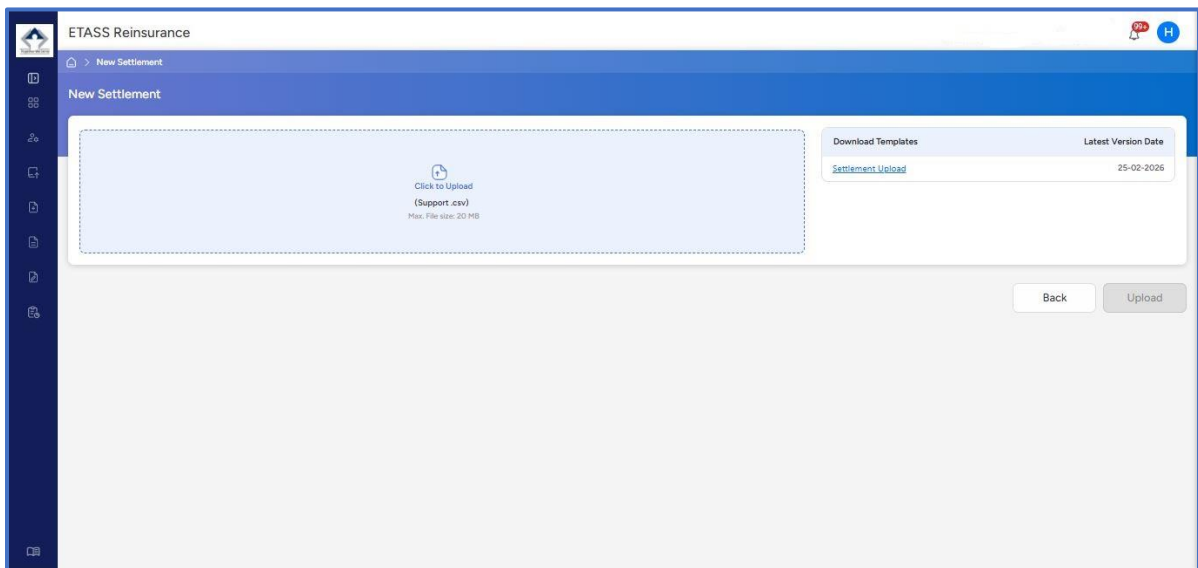 ETASS Reinsurance
99+
H
> New Settlement
New Settlement
Click to Upload
(Support .csv)
Max. File size: 20 MB
Download Templates Latest Version Date
Settlement Upload 25-02-2026
Back Upload